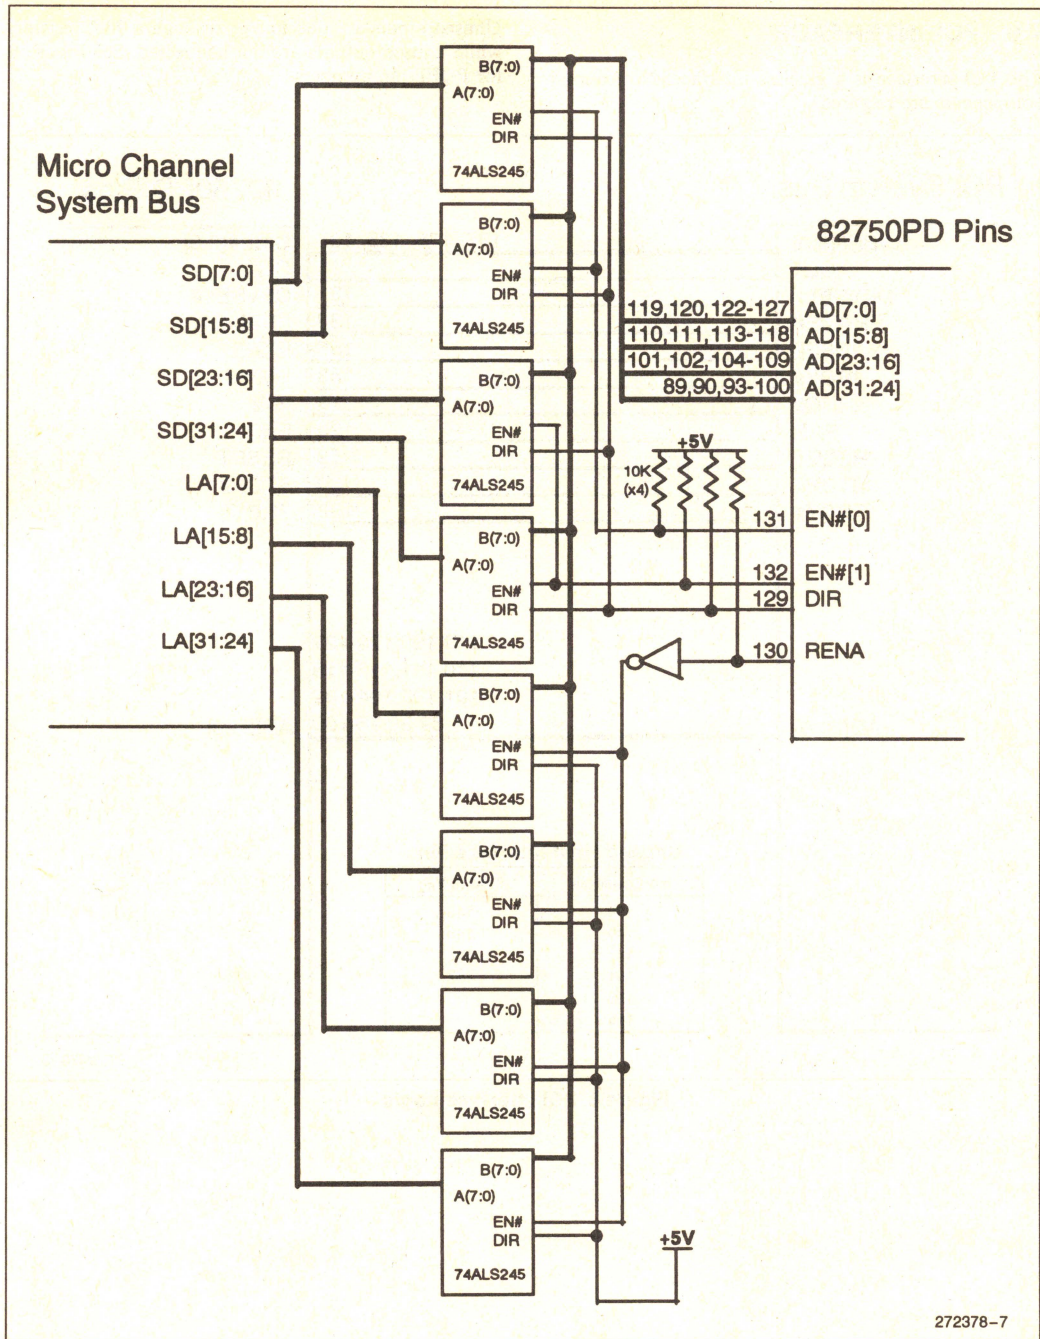 Micro Channel
System Bus
SD[7:0]
SD[15:8]
SD[23:16]
SD[31:24]
LA[7:0]
LA[15:8]
LA[23:16]
LA[31:24]
B(7:0)
A(7:0)
EN#
DIR
74ALS245
B(7:0)
A(7:0)
EN#
DIR
74ALS245
B(7:0)
A(7:0)
EN#
DIR
74ALS245
B(7:0)
A(7:0)
EN#
DIR
74ALS245
B(7:0)
A(7:0)
EN#
DIR
74ALS245
B(7:0)
A(7:0)
EN#
DIR
74ALS245
B(7:0)
A(7:0)
EN#
DIR
74ALS245
B(7:0)
A(7:0)
EN#
DIR
74ALS245
82750PD Pins
119,120,122-127 AD[7:0]
110,111,113-118 AD[15:8]
101,102,104-109 AD[23:16]
89,90,93-100 AD[31:24]
+5V
10K
(x4)
131 EN#[0]
132 EN#[1]
129 DIR
130 RENA
+5V
272378-7